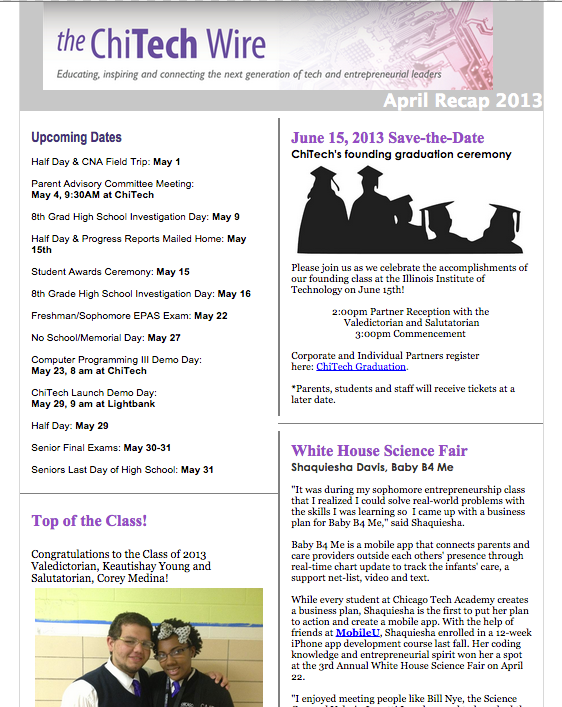 the ChiTech Wire
Educating, inspiring and connecting the next generation of tech and entrepreneurial leaders
April Recap 2013
Upcoming Dates
Half Day & CNA Field Trip: May 1
Parent Advisory Committee Meeting:
May 4, 9:30AM at ChiTech
8th Grad High School Investigation Day: May 9
Half Day & Progress Reports Mailed Home: May
15th
Student Awards Ceremony: May 15
8th Grade High School Investigation Day: May 16
Freshman/Sophomore EPAS Exam: May 22
No School/Memorial Day: May 27
Computer Programming III Demo Day:
May 23, 8 am at ChiTech
ChiTech Launch Demo Day:
May 29, 9 am at Lightbank
Half Day: May 29
Senior Final Exams: May 30-31
Seniors Last Day of High School: May 31
Top of the Class!
Congratulations to the Class of 2013
Valedictorian, Keautishay Young and
Salutatorian, Corey Medina!
June 15, 2013 Save-the-Date
ChiTech's founding graduation ceremony
Please join us as we celebrate the accomplishments of
our founding class at the Illinois Institute of
Technology on June 15th!
2:00pm Partner Reception with the
Valedictorian and Salutatorian
3:00pm Commencement
Corporate and Individual Partners register
here: ChiTech Graduation.
*Parents, students and staff will receive tickets at a
later date.
White House Science Fair
Shaquiesha Davis, Baby B4 Me
"It was during my sophomore entrepreneurship class
that I realized I could solve real-world problems with
the skills I was learning so I came up with a business
plan for Baby B4 Me," said Shaquiesha.
Baby B4 Me is a mobile app that connects parents and
care providers outside each others' presence through
real-time chart update to track the infants' care, a
support net-list, video and text.
While every student at Chicago Tech Academy creates
a business plan, Shaquiesha is the first to put her plan
to action and create a mobile app. With the help of
friends at MobileU, Shaquiesha enrolled in a 12-week
iPhone app development course last fall. Her coding
knowledge and entrepreneurial spirit won her a spot
at the 3rd Annual White House Science Fair on April
22.
"I enjoyed meeting people like Bill Nye, the Science